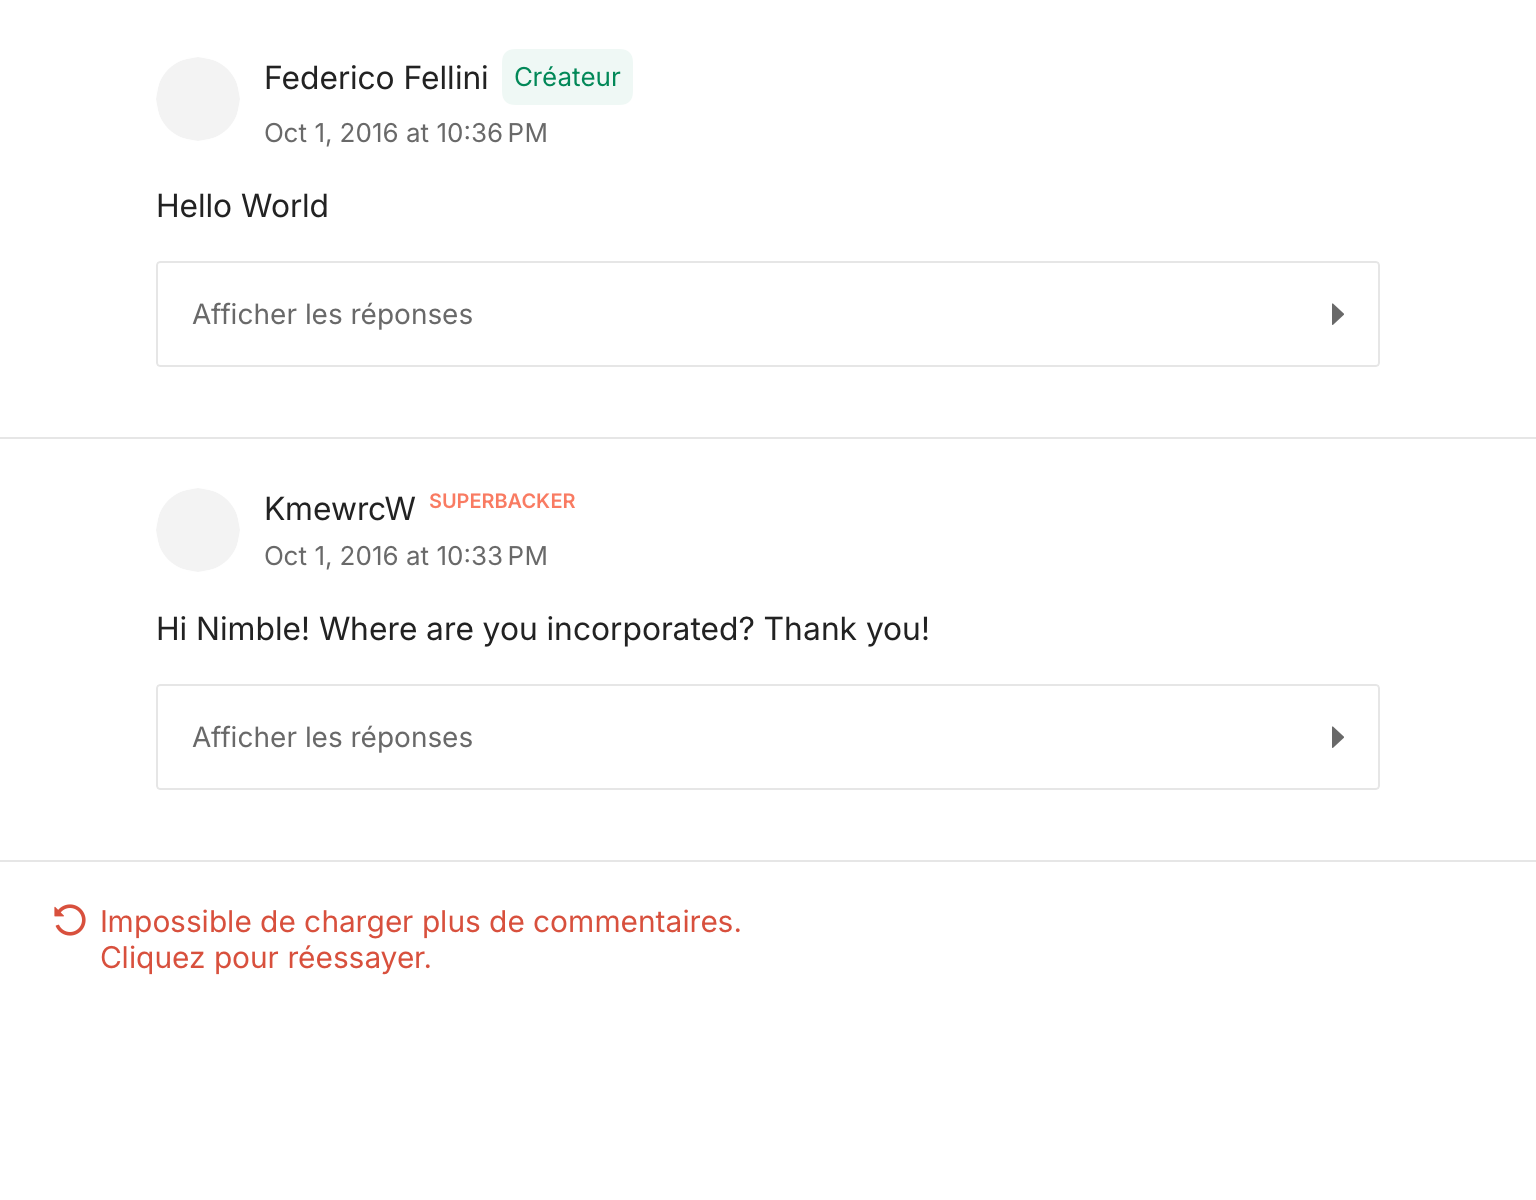 Federico Fellini Créateur
Oct 1, 2016 at 10:36 PM
Hello World
Afficher les réponses
KmewrcW SUPERBACKER
Oct 1, 2016 at 10:33 PM
Hi Nimble! Where are you incorporated? Thank you!
Afficher les réponses
Impossible de charger plus de commentaires.
Cliquez pour réessayer.